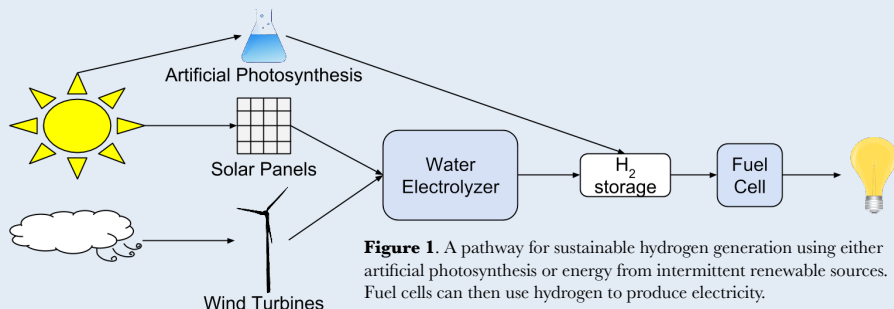 Artificial Photosynthesis
Solar Panels
Wind Turbines
Water
Electrolyzer
H₂
storage
Fuel
Cell
Figure 1. A pathway for sustainable hydrogen generation using either
artificial photosynthesis or energy from intermittent renewable sources.
Fuel cells can then use hydrogen to produce electricity.